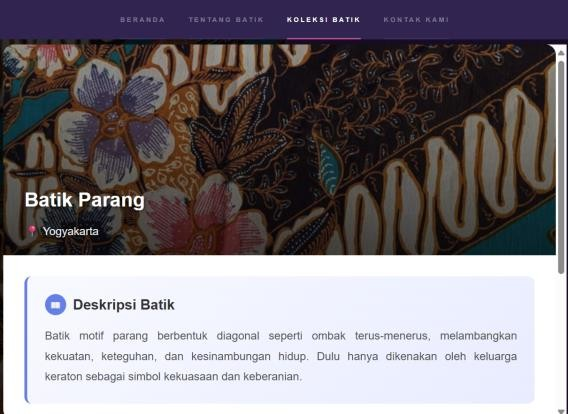 BERANDA TENTANG BATIK KOLEKSI BATIK KONTAK KAMI
Batik Parang
Yogyakarta
Deskripsi Batik
Batik motif parang berbentuk diagonal seperti ombak terus-menerus, melambangkan
kekuatan, keteguhan, dan kesinambungan hidup. Dulu hanya dikenakan oleh keluarga
keraton sebagai simbol kekuasaan dan keberanian.